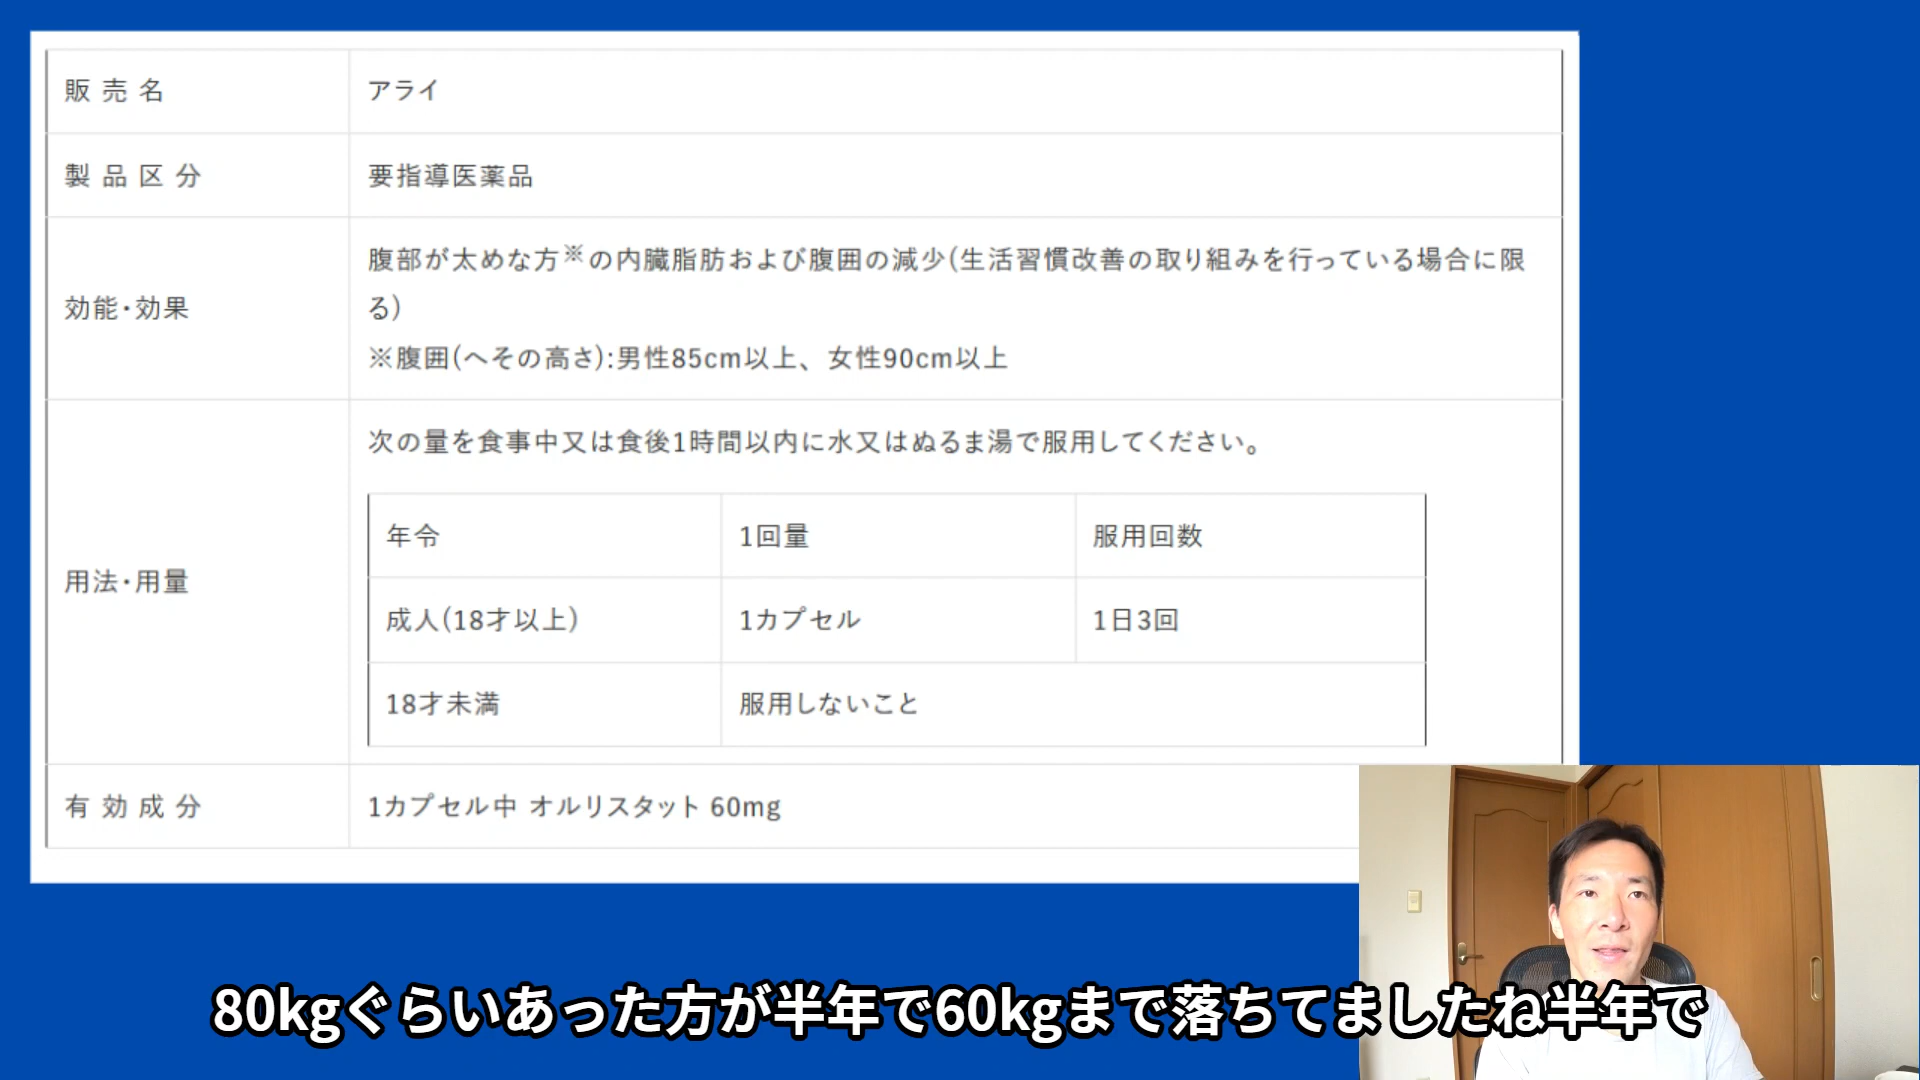 販売名
アライ
製品区分
要指導医薬品
効能・効果
腹部が太めな方※の内臓脂肪および腹囲の減少(生活習慣改善の取り組みを行っている場合に限
る)
※腹囲(へその高さ):男性85cm以上、女性90cm以上
用法・用量
次の量を食事中又は食後1時間以内に水又はぬるま湯で服用してください。
年令
1回量
服用回数
成人(18才以上)
1カプセル
1日3回
18才未満
服用しないこと
有効成分
1カプセル中 オルリスタット 60mg
80kgぐらいあった方が半年で60kgまで落ちてましたね半年で